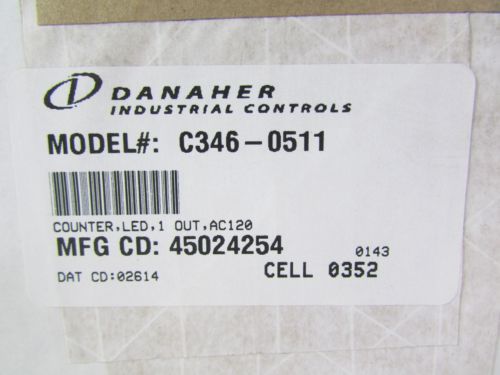 DANAHER
INDUSTRIAL CONTROLS
MODEL#: C346-0511
COUNTER,LED,1 OUT,AC120
MFG CD: 45024254 0143
DAT CD:02614 CELL 0352